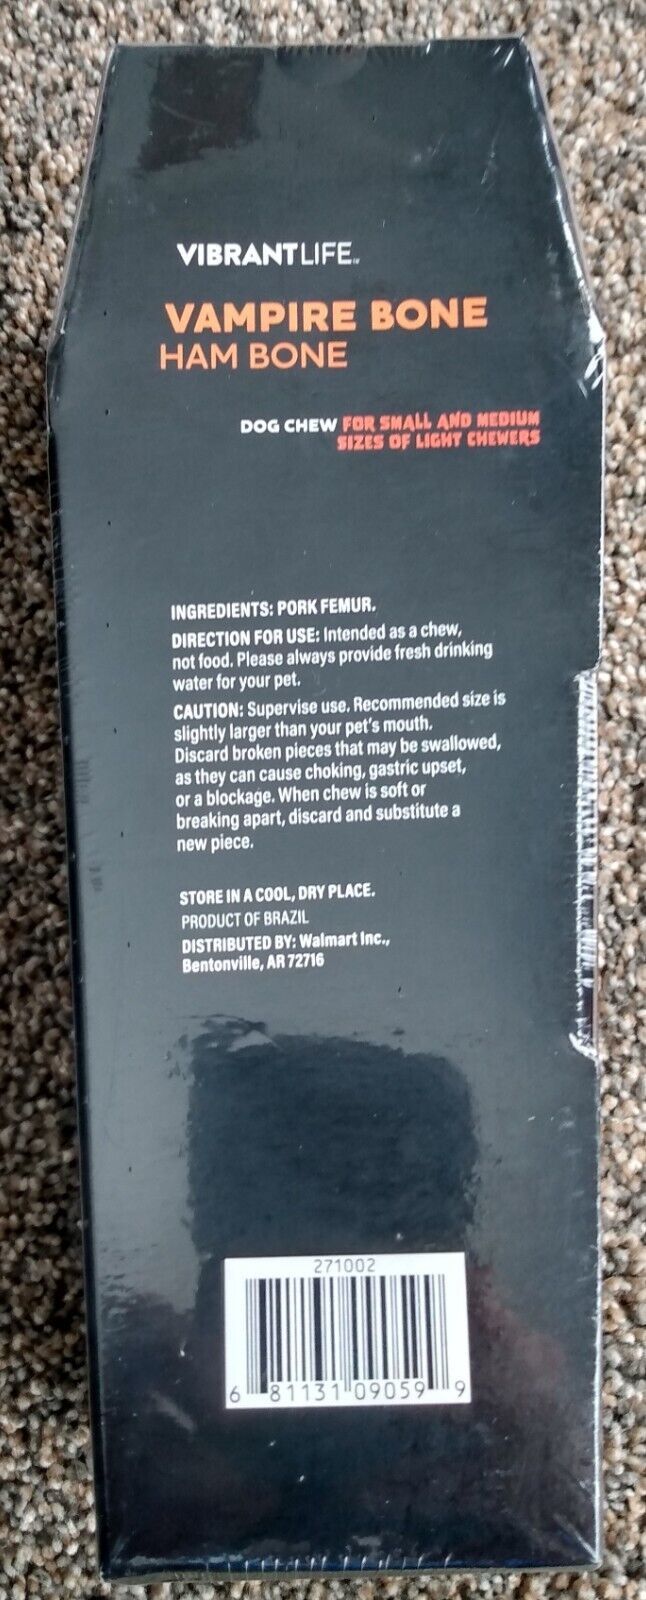 VIBRANTLIFE™
VAMPIRE BONE
HAM BONE
DOG CHEW FOR SMALL AND MEDIUM
SIZES OF LIGHT CHEWERS
INGREDIENTS: PORK FEMUR.
DIRECTION FOR USE: Intended as a chew,
not food. Please always provide fresh drinking
water for your pet.
CAUTION: Supervise use. Recommended size is
slightly larger than your pet's mouth.
Discard broken pieces that may be swallowed,
as they can cause choking, gastric upset,
or a blockage. When chew is soft or
breaking apart, discard and substitute a
new piece.
STORE IN A COOL, DRY PLACE.
PRODUCT OF BRAZIL
DISTRIBUTED BY: Walmart Inc.,
Bentonville, AR 72716
271002
6 81131 09059 9